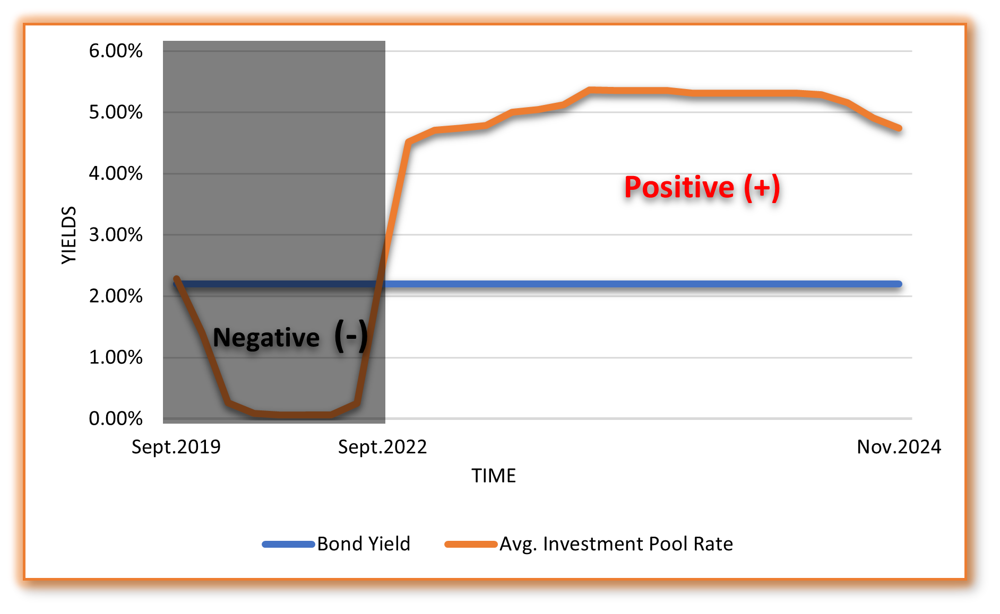 6.00%
5.00%
4.00%
3.00%
2.00%
1.00%
0.00%
YIELDS
Positive (+)
Negative (-)
Sept.2019
Sept.2022
Nov.2024
TIME
Bond Yield
Avg. Investment Pool Rate